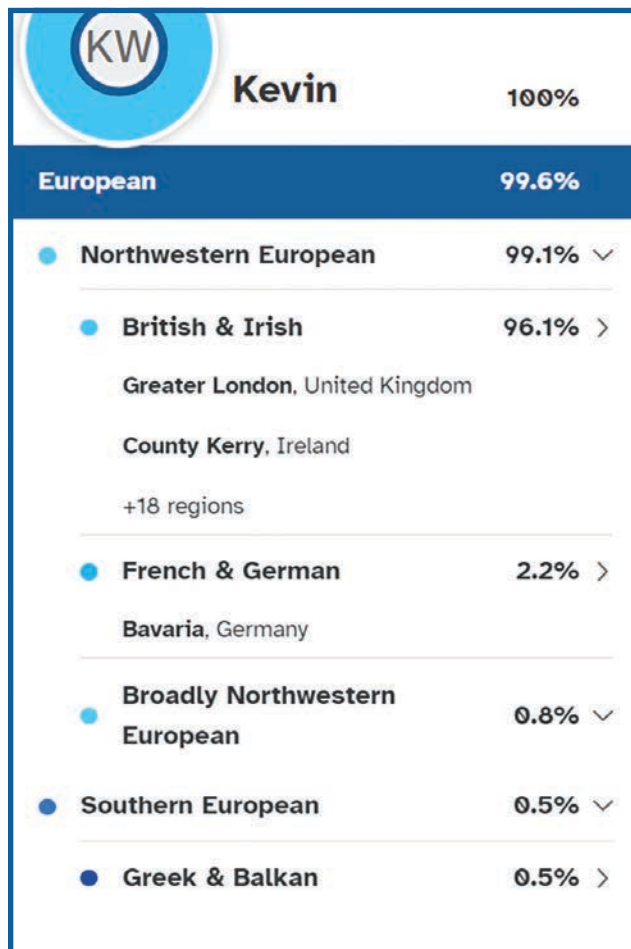 KW
Kevin 100%
European 99.6%
Northwestern European 99.1%
British & Irish 96.1%
Greater London, United Kingdom
County Kerry, Ireland
+18 regions
French & German 2.2%
Bavaria, Germany
Broadly Northwestern
European 0.8%
Southern European 0.5%
Greek & Balkan 0.5%